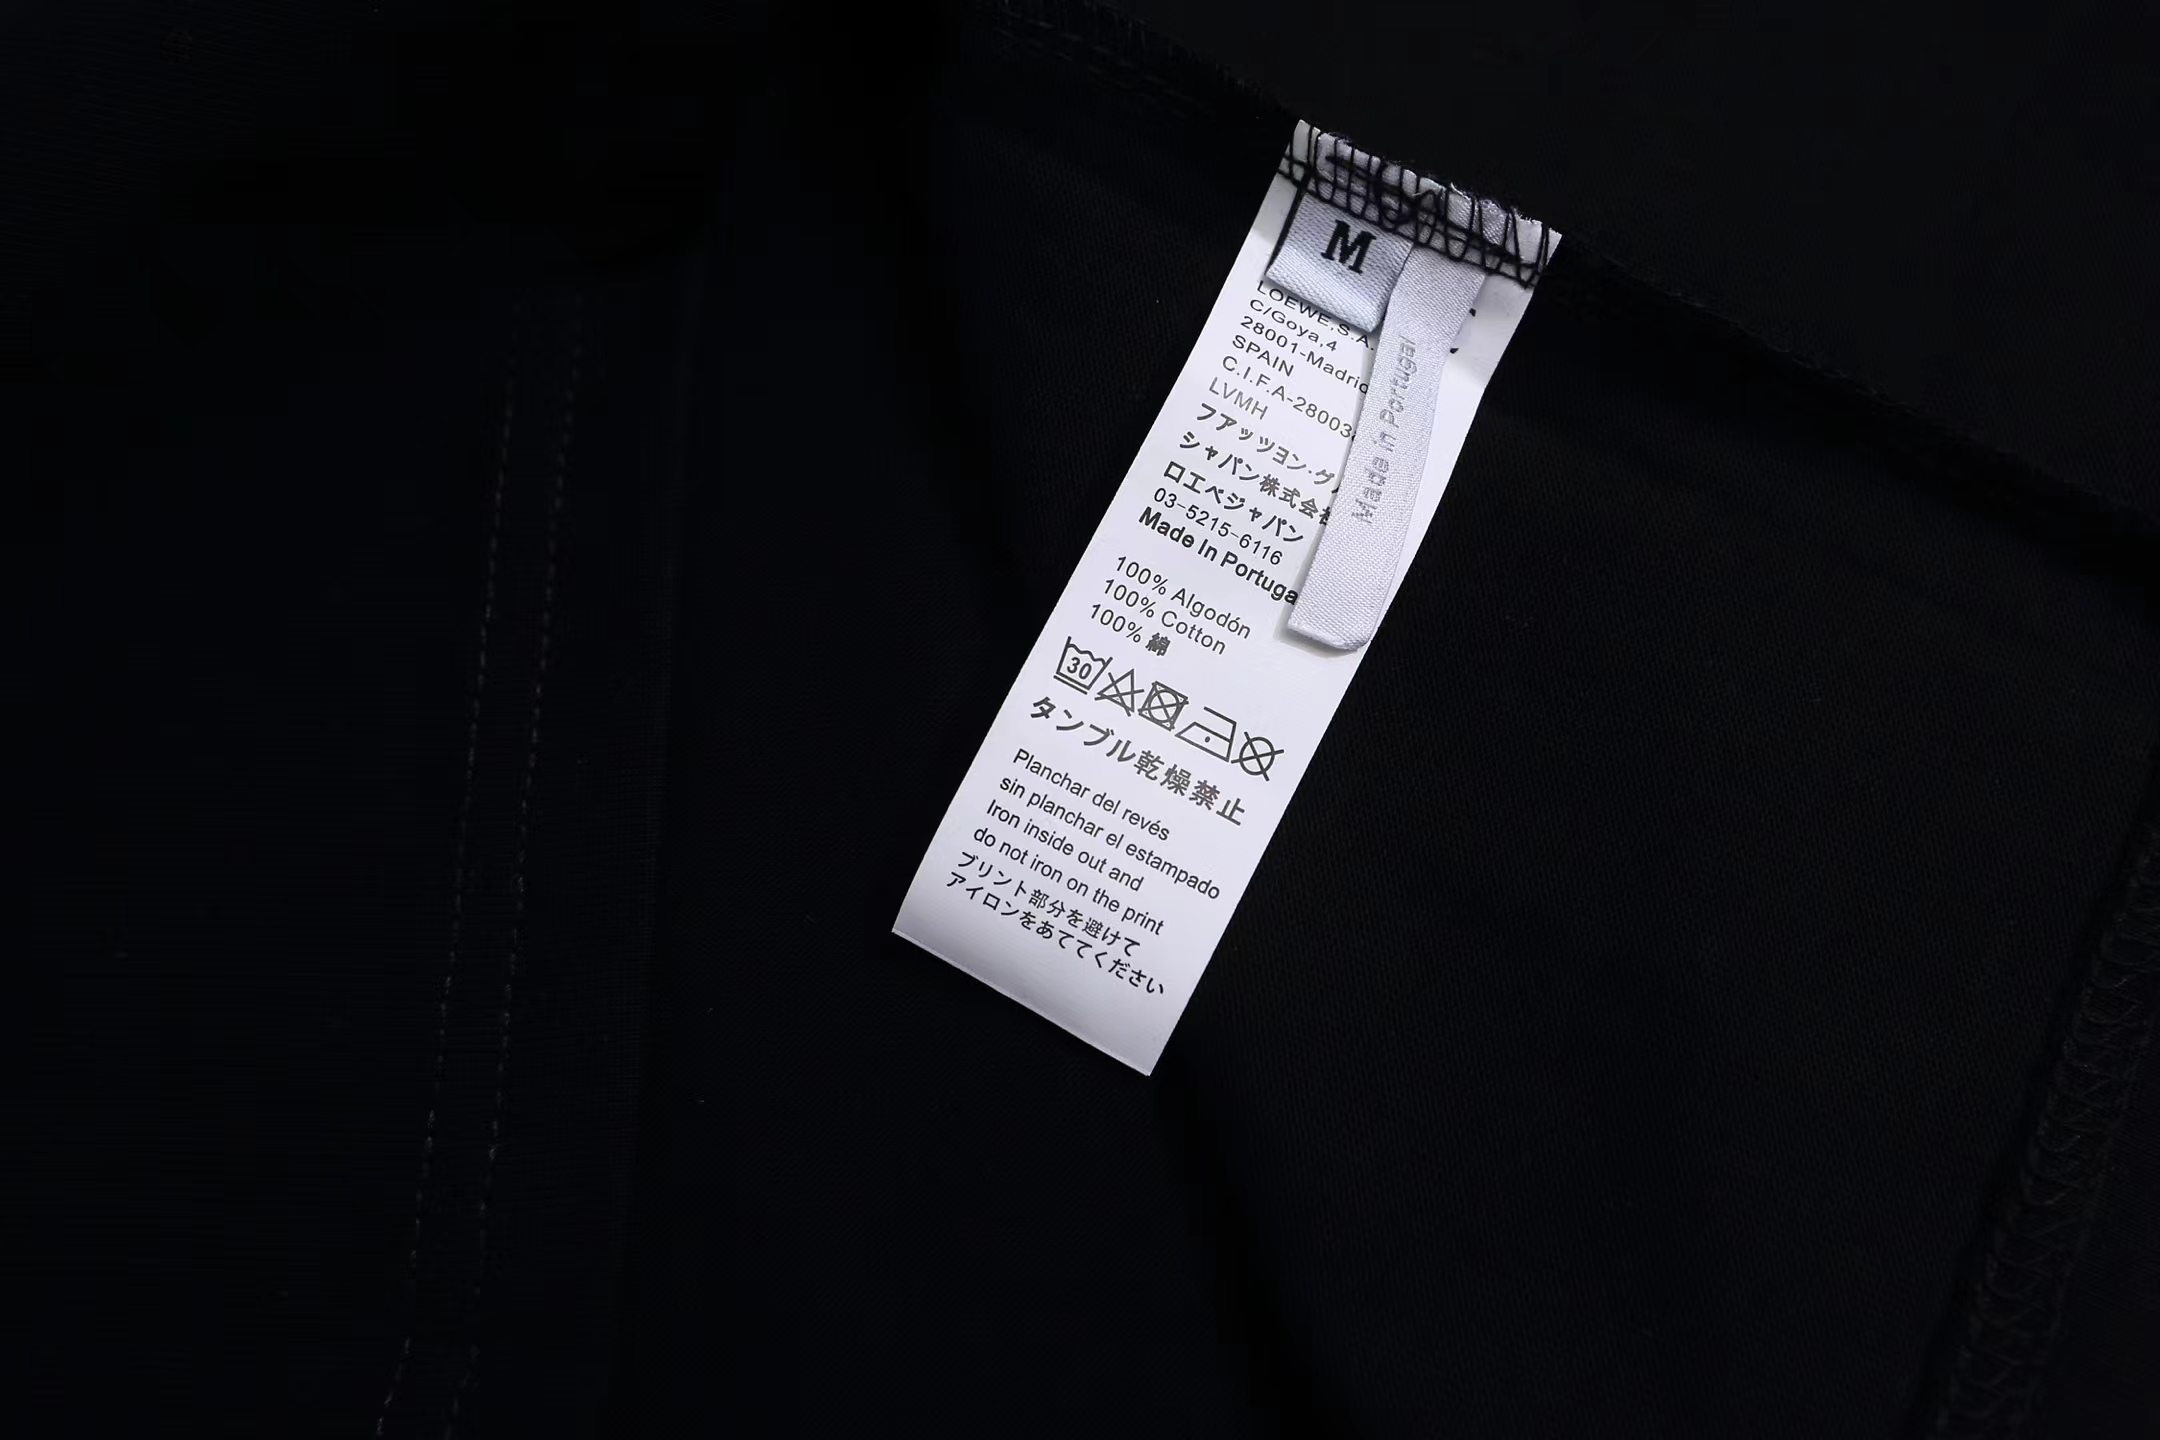 M
LOEWE,S.A.
C/Goya,4
28001-Madrid
SPAIN
C.I.F.A-28003
LVMH
フアッツヨン·グ
シャパン株式会社
ロエベジャパン
03-5215-6116
Made in Portuga
Made in Portugal
100% Algodón
100% Cotton
100% 綿
30
タンブル乾燥禁止
Planchar del revés
sin planchar el estampado
Iron inside out and
do not iron on the print
プリント部分を避けて
アイロンをあててください